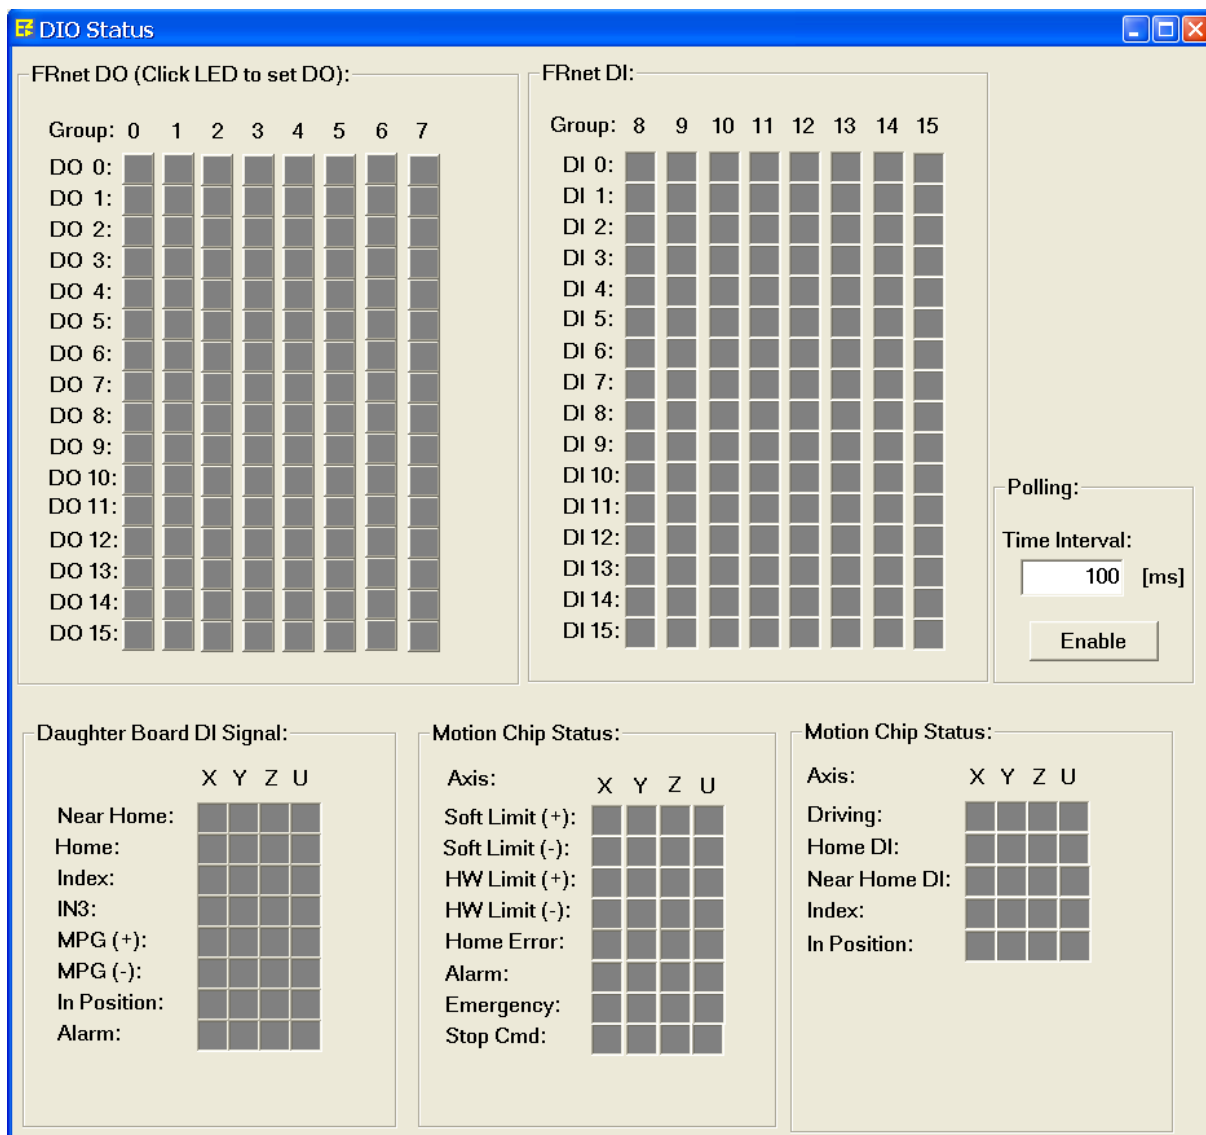 DIO Status
FRnet DO (Click LED to set DO):
Group: 0 1 2 3 4 5 6 7
DO 0:
DO 1:
DO 2:
DO 3:
DO 4:
DO 5:
DO 6:
DO 7:
DO 8:
DO 9:
DO 10:
DO 11:
DO 12:
DO 13:
DO 14:
DO 15:
FRnet DI:
Group: 8 9 10 11 12 13 14 15
DI 0:
DI 1:
DI 2:
DI 3:
DI 4:
DI 5:
DI 6:
DI 7:
DI 8:
DI 9:
DI 10:
DI 11:
DI 12:
DI 13:
DI 14:
DI 15:
Polling:
Time Interval:
100 [ms]
Enable
Daughter Board DI Signal:
X Y Z U
Near Home:
Home:
Index:
IN3:
MPG (+):
MPG (-):
In Position:
Alarm:
Motion Chip Status:
Axis: X Y Z U
Soft Limit (+):
Soft Limit (-):
HW Limit (+):
HW Limit (-):
Home Error:
Alarm:
Emergency:
Stop Cmd:
Motion Chip Status:
Axis: X Y Z U
Driving:
Home DI:
Near Home DI:
Index:
In Position: